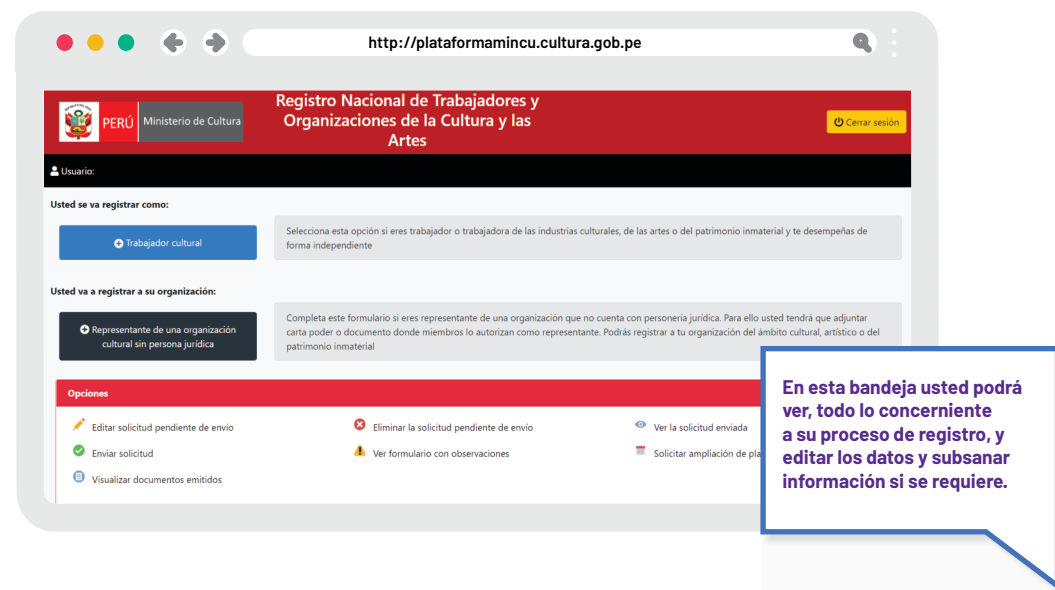 http://plataformamincu.cultura.gob.pe
PERÚ Ministerio de Cultura
Registro Nacional de Trabajadores y
Organizaciones de la Cultura y las
Artes
Cerrar sesión
Usuario:
Usted se va registrar como:
Trabajador cultural
Selecciona esta opción si eres trabajador o trabajadora de las industrias culturales, de las artes o del patrimonio inmaterial y te desempeñas de
forma independiente
Usted va a registrar a su organización:
Representante de una organización
cultural sin persona jurídica
Completa este formulario si eres representante de una organización que no cuenta con personería jurídica. Para ello usted tendrá que adjuntar
carta poder o documento donde miembros lo autorizan como representante. Podrás registrar a tu organización del ámbito cultural, artístico o del
patrimonio inmaterial
Opciones
Editar solicitud pendiente de envío
Eliminar la solicitud pendiente de envío
Ver la solicitud enviada
Enviar solicitud
Ver formulario con observaciones
Solicitar ampliación de pla
Visualizar documentos emitidos
En esta bandeja usted podrá
ver, todo lo concerniente
a su proceso de registro, y
editar los datos y subsanar
información si se requiere.